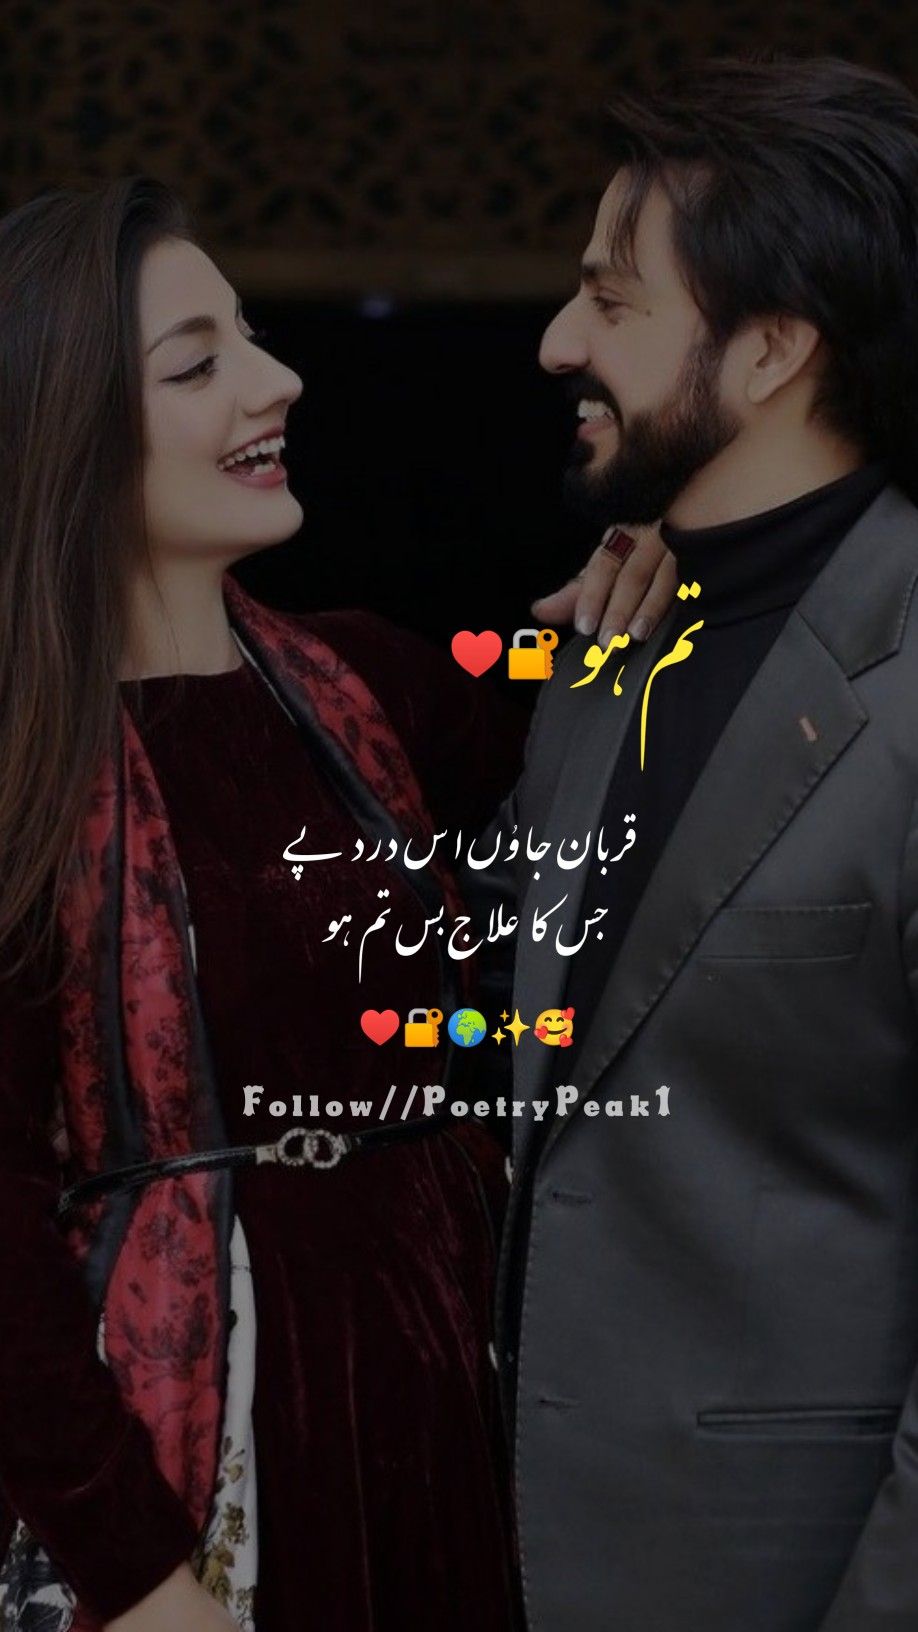 تم ہو 🔐♥️
قربان جاؤں اس درد پے
جس کا علاج بس تم ہو
🥰✨🌍🔐♥️
Follow//PoetryPeak1